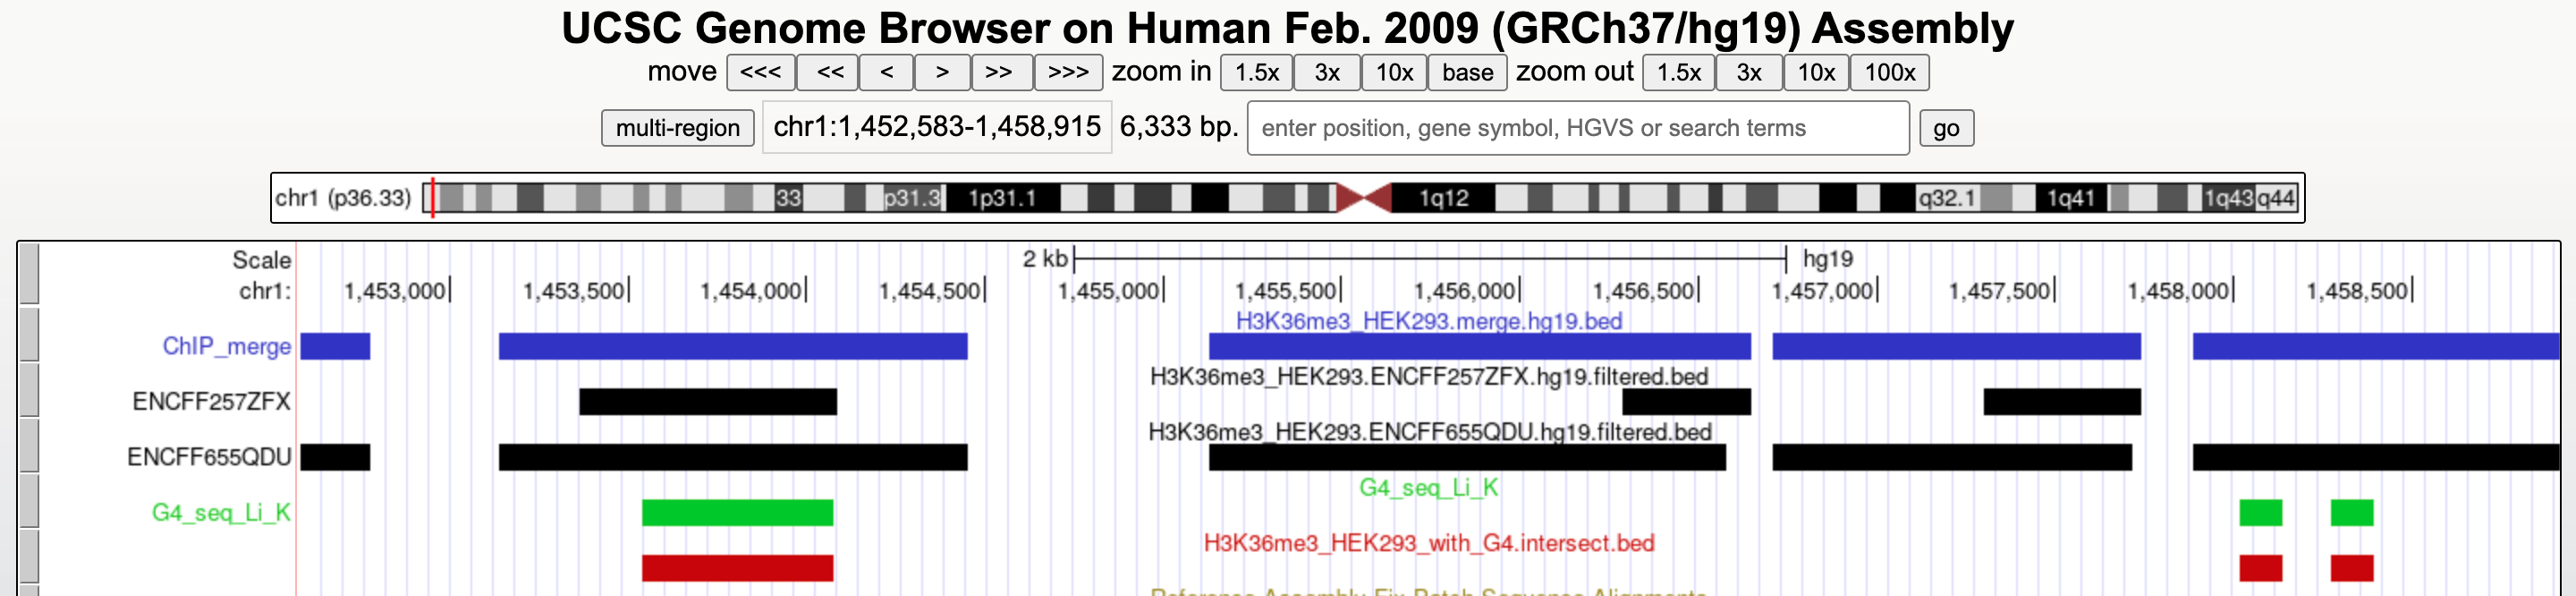 UCSC Genome Browser on Human Feb. 2009 (GRCh37/hg19) Assembly
move <<< << < > >> >>> zoom in 1.5x 3x 10x base zoom out 1.5x 3x 10x 100x
multi-region chr1:1,452,583-1,458,915 6,333 bp. enter position, gene symbol, HGVS or search terms go
chr1 (p36.33) 33 p31.3 1p31.1 1q12 q32.1 1q41 1q43 q44
Scale 2 kb hg19
chr1: 1,453,000 1,453,500 1,454,000 1,454,500 1,455,000 1,455,500 1,456,000 1,456,500 1,457,000 1,457,500 1,458,000 1,458,500
H3K36me3_HEK293.merge.hg19.bed
ChIP_merge
H3K36me3_HEK293.ENCFF257ZFX.hg19.filtered.bed
ENCFF257ZFX
H3K36me3_HEK293.ENCFF655QDU.hg19.filtered.bed
ENCFF655QDU
G4_seq_Li_K
G4_seq_Li_K
H3K36me3_HEK293_with_G4.intersect.bed
Reference Assembly Fix Patch Sequence Alignments